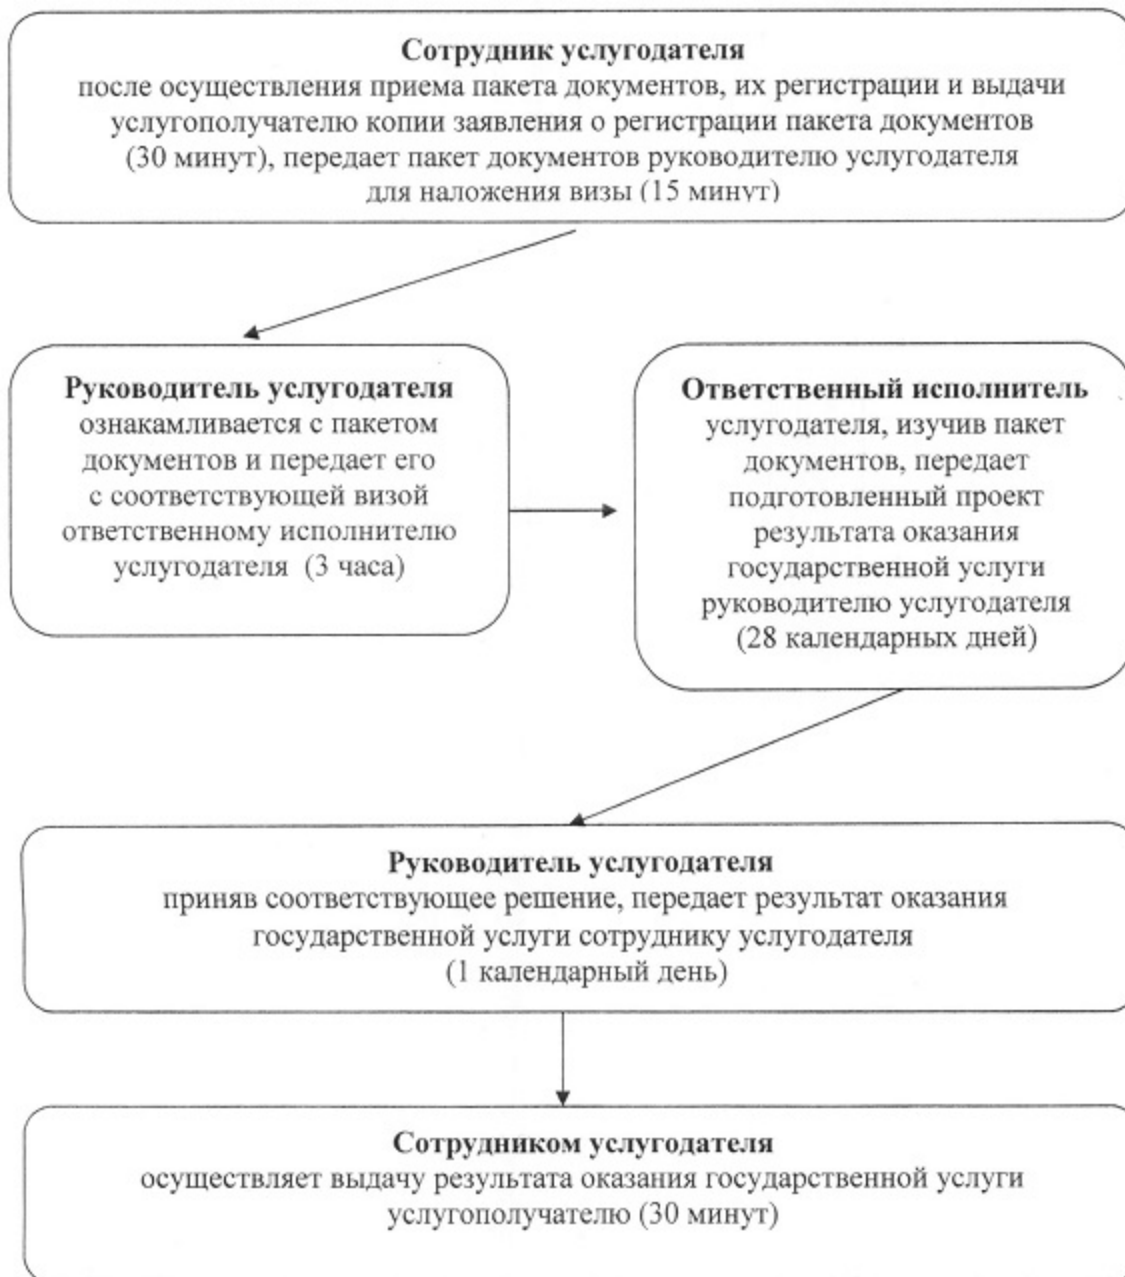 Сотрудник услугодателя
после осуществления приема пакета документов, их регистрации и выдачи
услугополучателю копии заявления о регистрации пакета документов
(30 минут), передает пакет документов руководителю услугодателя
для наложения визы (15 минут)
Руководитель услугодателя
ознакамливается с пакетом
документов и передает его
с соответствующей визой
ответственному исполнителю
услугодателя (3 часа)
Ответственный исполнитель
услугодателя, изучив пакет
документов, передает
подготовленный проект
результата оказания
государственной услуги
руководителю услугодателя
(28 календарных дней)
Руководитель услугодателя
приняв соответствующее решение, передает результат оказания
государственной услуги сотруднику услугодателя
(1 календарный день)
Сотрудником услугодателя
осуществляет выдачу результата оказания государственной услуги
услугополучателю (30 минут)